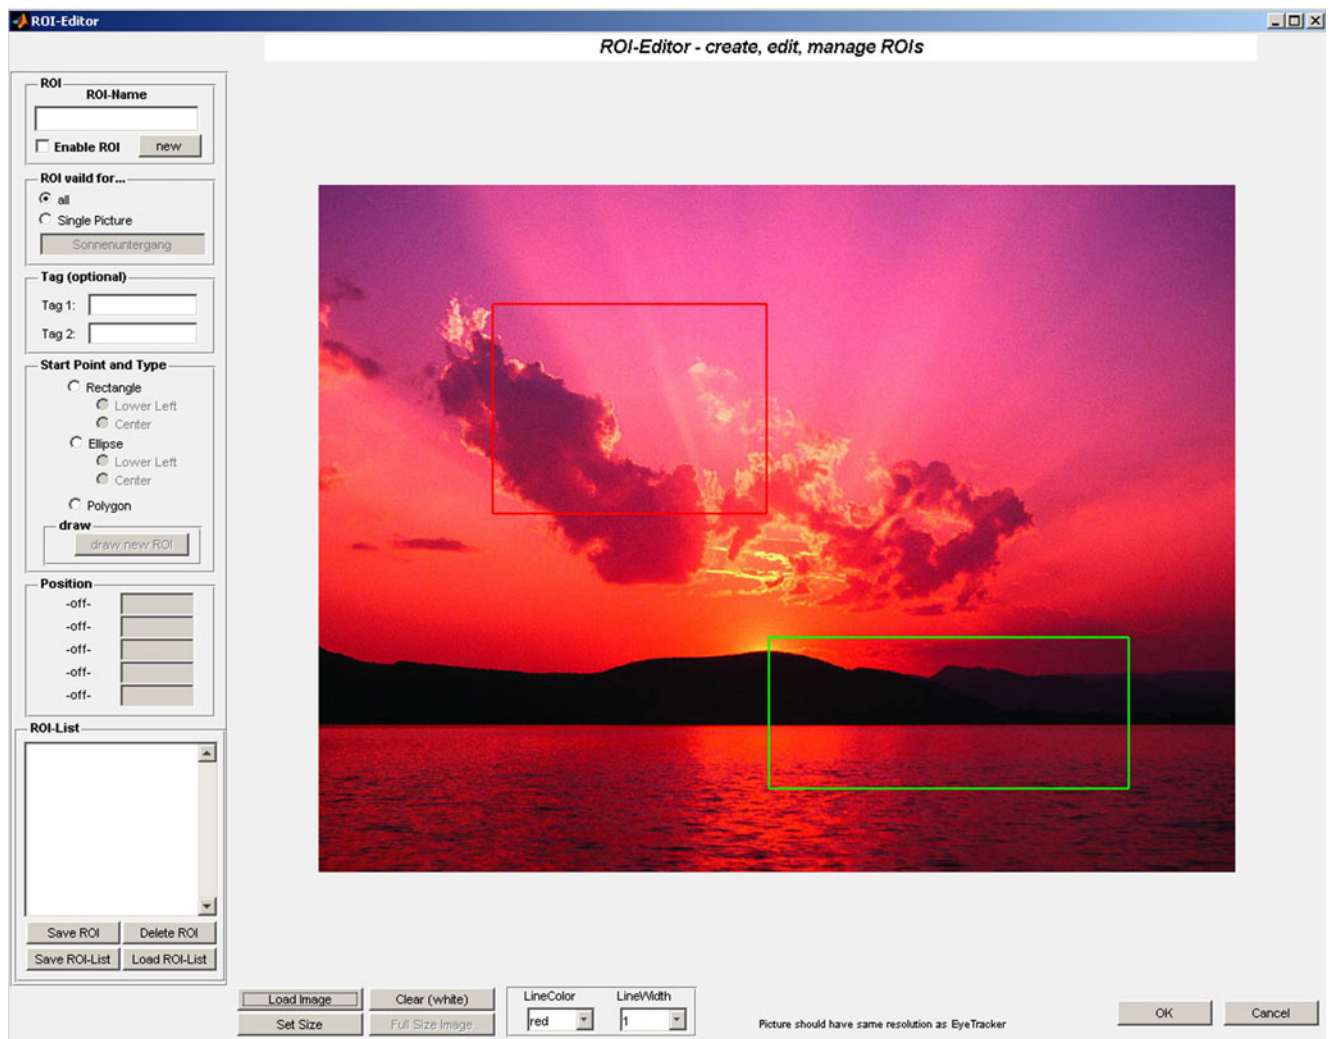 ROI-Editor
ROI-Editor - create, edit, manage ROIs
ROI
ROI-Name
Enable ROI
new
ROI vaild for...
all
Single Picture
Sonnenuntergang
Tag (optional)
Tag 1:
Tag 2:
Start Point and Type
Rectangle
Lower Left
Center
Ellipse
Lower Left
Center
Polygon
draw
draw new ROI
Position
-off-
-off-
-off-
-off-
-off-
ROI-List
Save ROI
Delete ROI
Save ROI-List
Load ROI-List
Load Image
Clear (white)
Set Size
Full Size Image
LineColor
LineWidth
red
1
Picture should have same resolution as EyeTracker
OK
Cancel